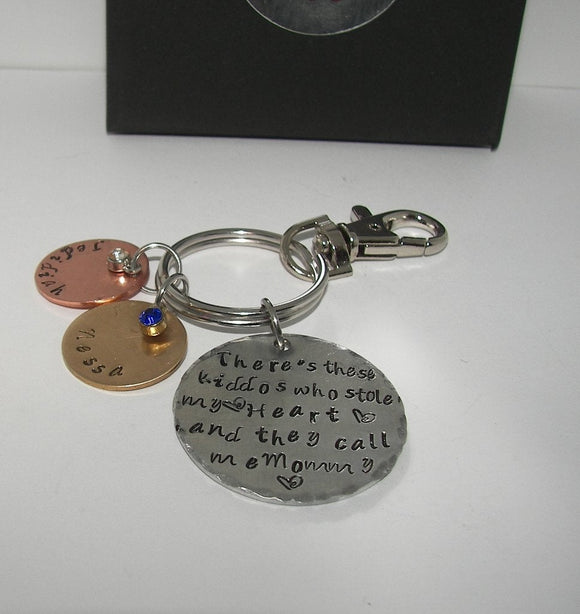 Nessa
There's these
kiddos who stole
my Heart
and they call
me Mommy